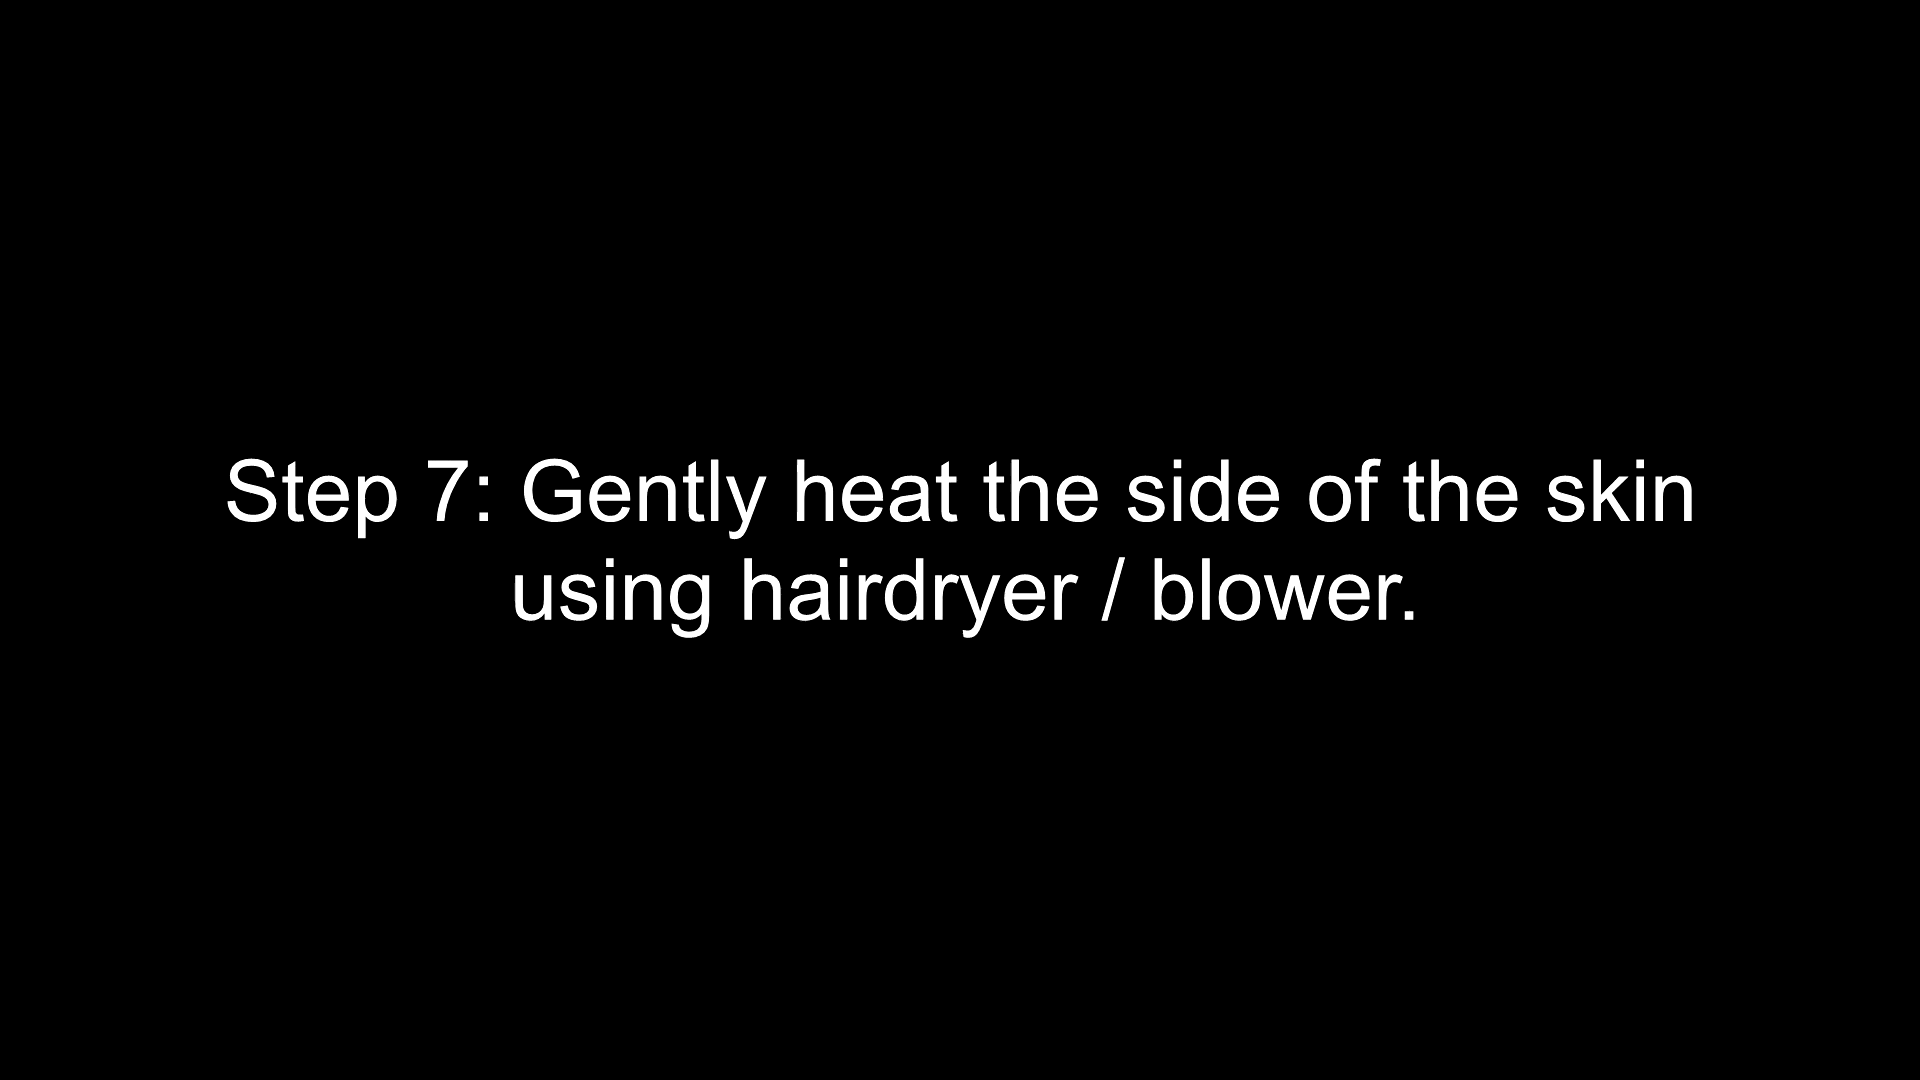 Step 7: Gently heat the side of the skin
using hairdryer / blower.